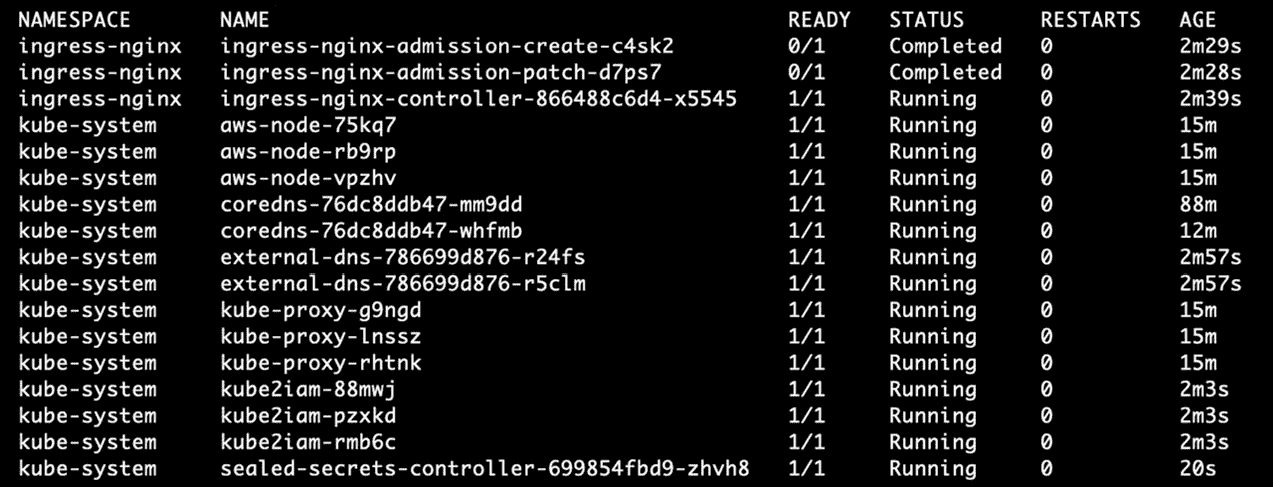 NAMESPACE NAME READY STATUS RESTARTS AGE
ingress-nginx ingress-nginx-admission-create-c4sk2 0/1 Completed 0 2m29s
ingress-nginx ingress-nginx-admission-patch-d7ps7 0/1 Completed 0 2m28s
ingress-nginx ingress-nginx-controller-866488c6d4-x5545 1/1 Running 0 2m39s
kube-system aws-node-75kq7 1/1 Running 0 15m
kube-system aws-node-rb9rp 1/1 Running 0 15m
kube-system aws-node-vpzhv 1/1 Running 0 15m
kube-system coredns-76dc8ddb47-mm9dd 1/1 Running 0 88m
kube-system coredns-76dc8ddb47-whfmb 1/1 Running 0 12m
kube-system external-dns-786699d876-r24fs 1/1 Running 0 2m57s
kube-system external-dns-786699d876-r5clm 1/1 Running 0 2m57s
kube-system kube-proxy-g9ngd 1/1 Running 0 15m
kube-system kube-proxy-lnssz 1/1 Running 0 15m
kube-system kube-proxy-rhtnk 1/1 Running 0 15m
kube-system kube2iam-88mwj 1/1 Running 0 2m3s
kube-system kube2iam-pzxkd 1/1 Running 0 2m3s
kube-system kube2iam-rmb6c 1/1 Running 0 2m3s
kube-system sealed-secrets-controller-699854fbd9-zhvh8 1/1 Running 0 20s